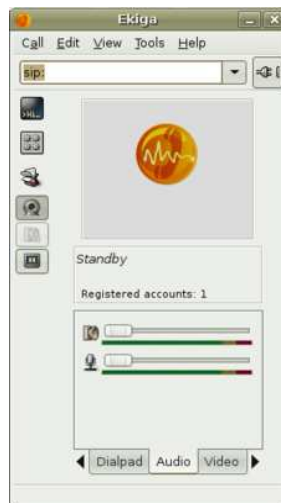 Ekiga
Call Edit View Tools Help
sip:
Standby
Registered accounts: 1
Dialpad Audio Video